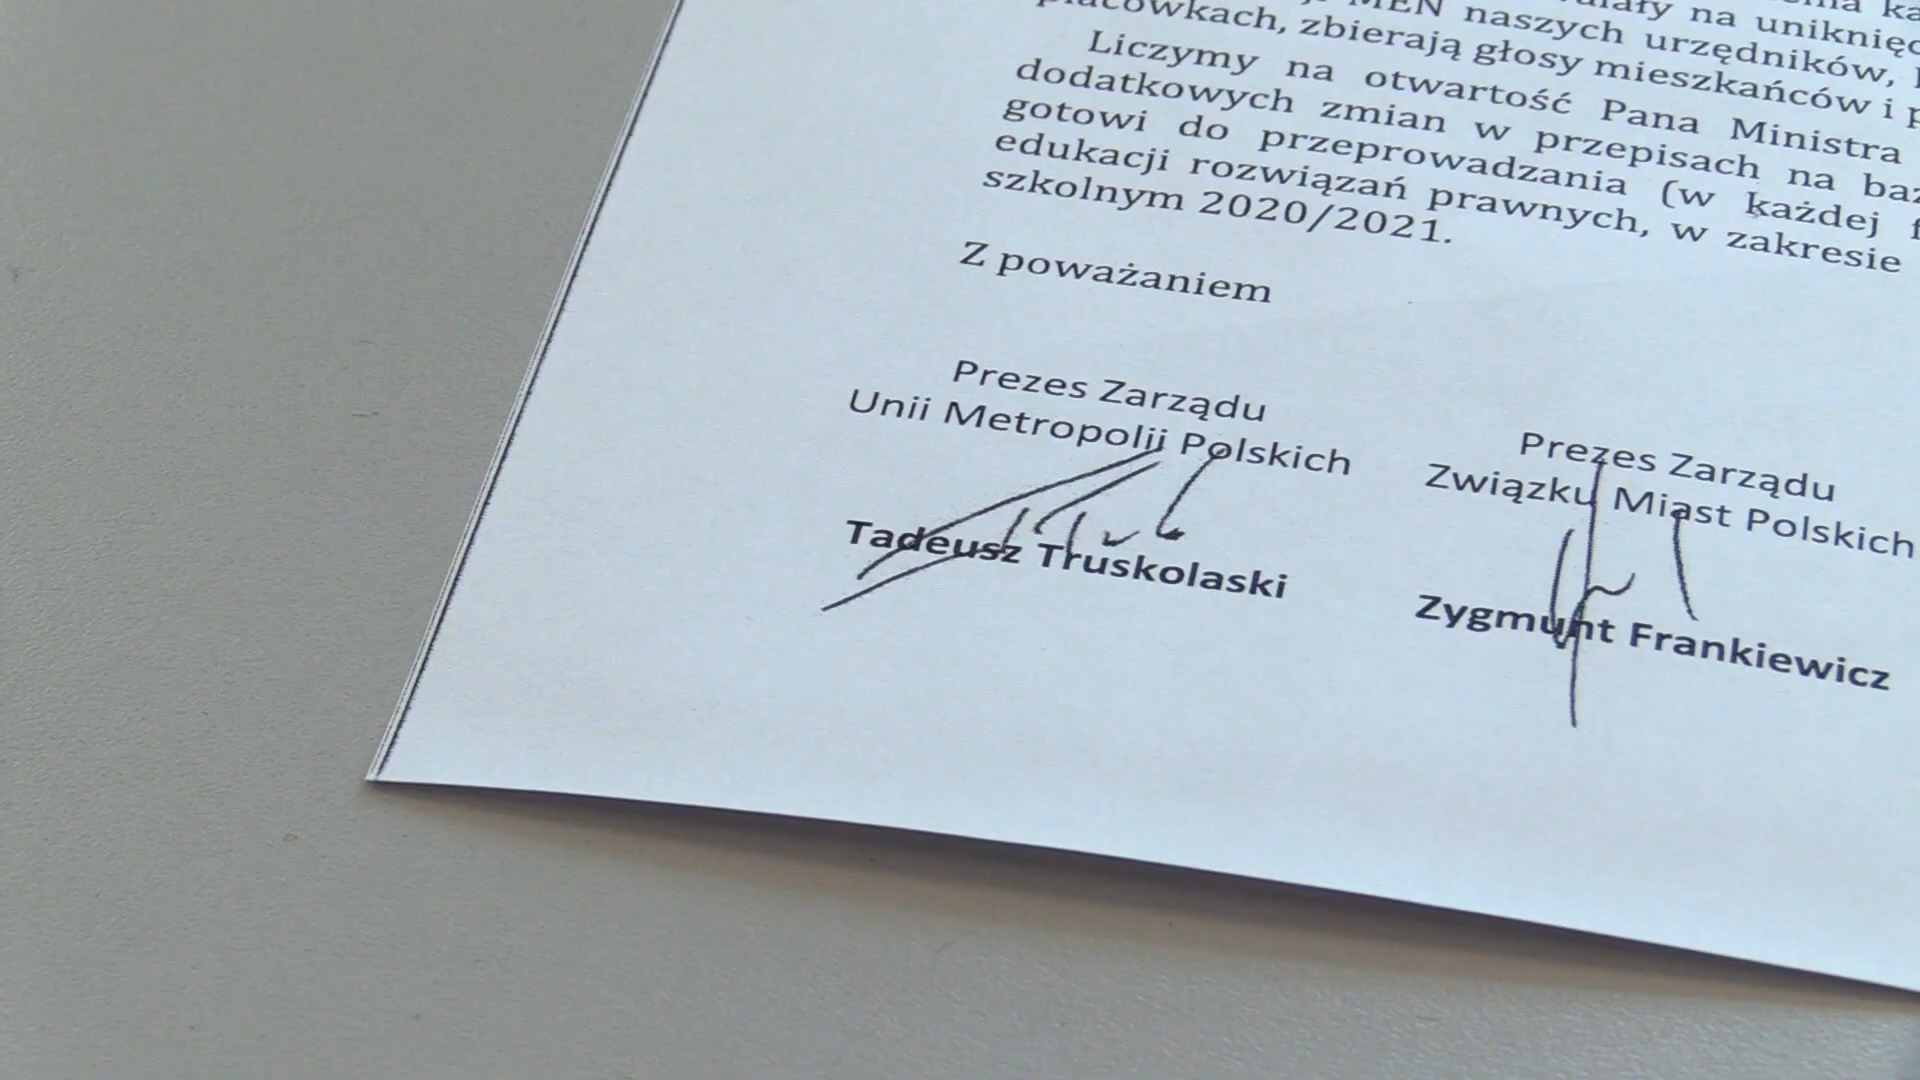 MEN naszych urzędników,
placówkach, zbierają głosy mieszkańców i
Liczymy na otwartość Pana Ministra
dodatkowych zmian w przepisach na
gotowi do przeprowadzania (w każdej
edukacji rozwiązań prawnych, w zakresie
szkolnym 2020/2021.
Z poważaniem
Prezes Zarządu
Unii Metropolii Polskich
Tadeusz Truskolaski
Prezes Zarządu
Związku Miast Polskich
Zygmunt Frankiewicz